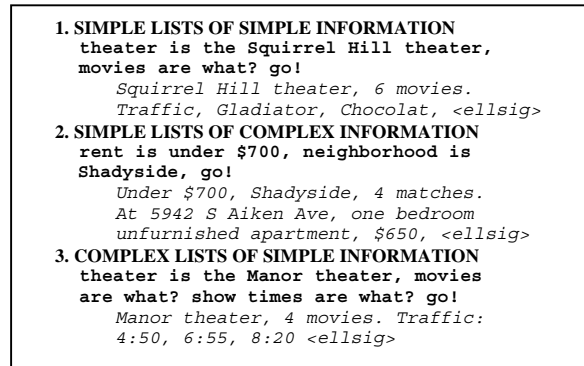 1. SIMPLE LISTS OF SIMPLE INFORMATION
theater is the Squirrel Hill theater,
movies are what? go!
Squirrel Hill theater, 6 movies.
Traffic, Gladiator, Chocolat, <ellsig>
2. SIMPLE LISTS OF COMPLEX INFORMATION
rent is under $700, neighborhood is
Shadyside, go!
Under $700, Shadyside, 4 matches.
At 5942 S Aiken Ave, one bedroom
unfurnished apartment, $650, <ellsig>
3. COMPLEX LISTS OF SIMPLE INFORMATION
theater is the Manor theater, movies
are what? show times are what? go!
Manor theater, 4 movies. Traffic:
4:50, 6:55, 8:20 <ellsig>